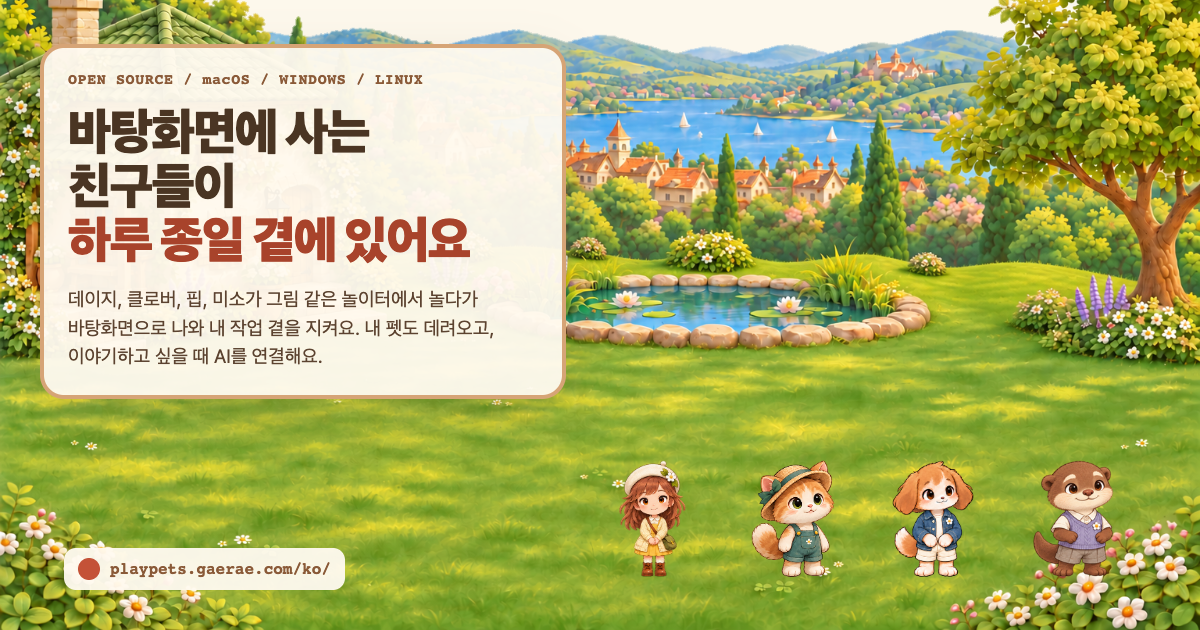 OPEN SOURCE / macOS / WINDOWS / LINUX
바탕화면에 사는
친구들이
하루 종일 곁에 있어요
데이지, 클로버, 핍, 미소가 그림 같은 놀이터에서 놀다가
바탕화면으로 나와 내 작업 곁을 지켜요. 내 펫도 데려오고,
이야기하고 싶을 때 AI를 연결해요.
playpets.gaerae.com/ko/